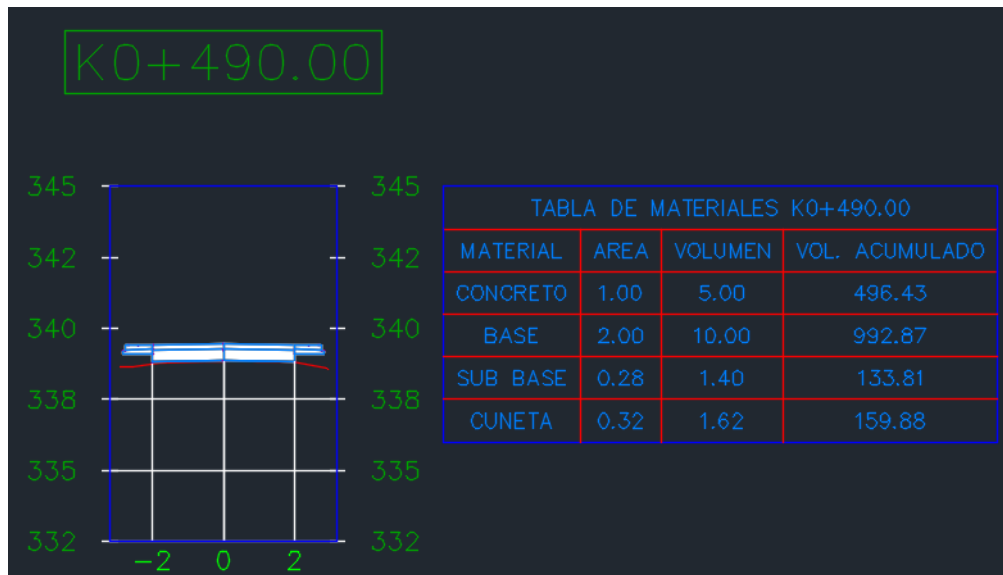 K0+490.00
345 345
342 342
340 340
338 338
335 335
332 332
-2 0 2
TABLA DE MATERIALES K0+490.00
MATERIAL AREA VOLUMEN VOL. ACUMULADO
CONCRETO 1.00 5.00 496.43
BASE 2.00 10.00 992.87
SUB BASE 0.28 1.40 133.81
CUNETA 0.32 1.62 159.88